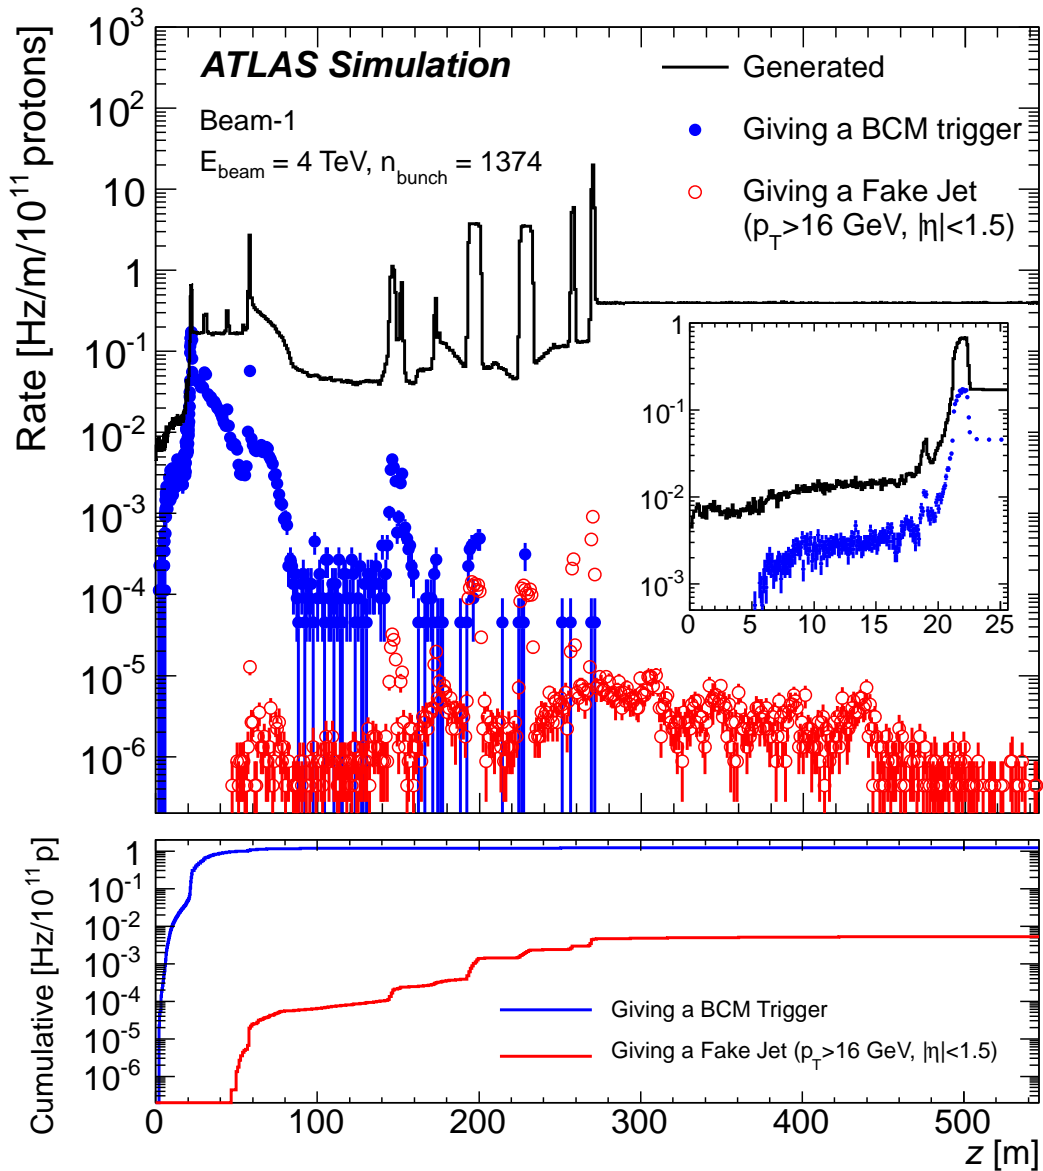 ATLAS Simulation
Beam-1
E_beam = 4 TeV, n_bunch = 1374
Generated
Giving a BCM trigger
Giving a Fake Jet
(p_T>16 GeV, |η|<1.5)
Rate [Hz/m/10^11 protons]
10^3
10^2
10
1
10^-1
10^-2
10^-3
10^-4
10^-5
10^-6
1
10^-1
10^-2
10^-3
0 5 10 15 20 25
Cumulative [Hz/10^11 p]
1
10^-1
10^-2
10^-3
10^-4
10^-5
10^-6
Giving a BCM Trigger
Giving a Fake Jet (p_T>16 GeV, |η|<1.5)
0 100 200 300 400 500
z [m]